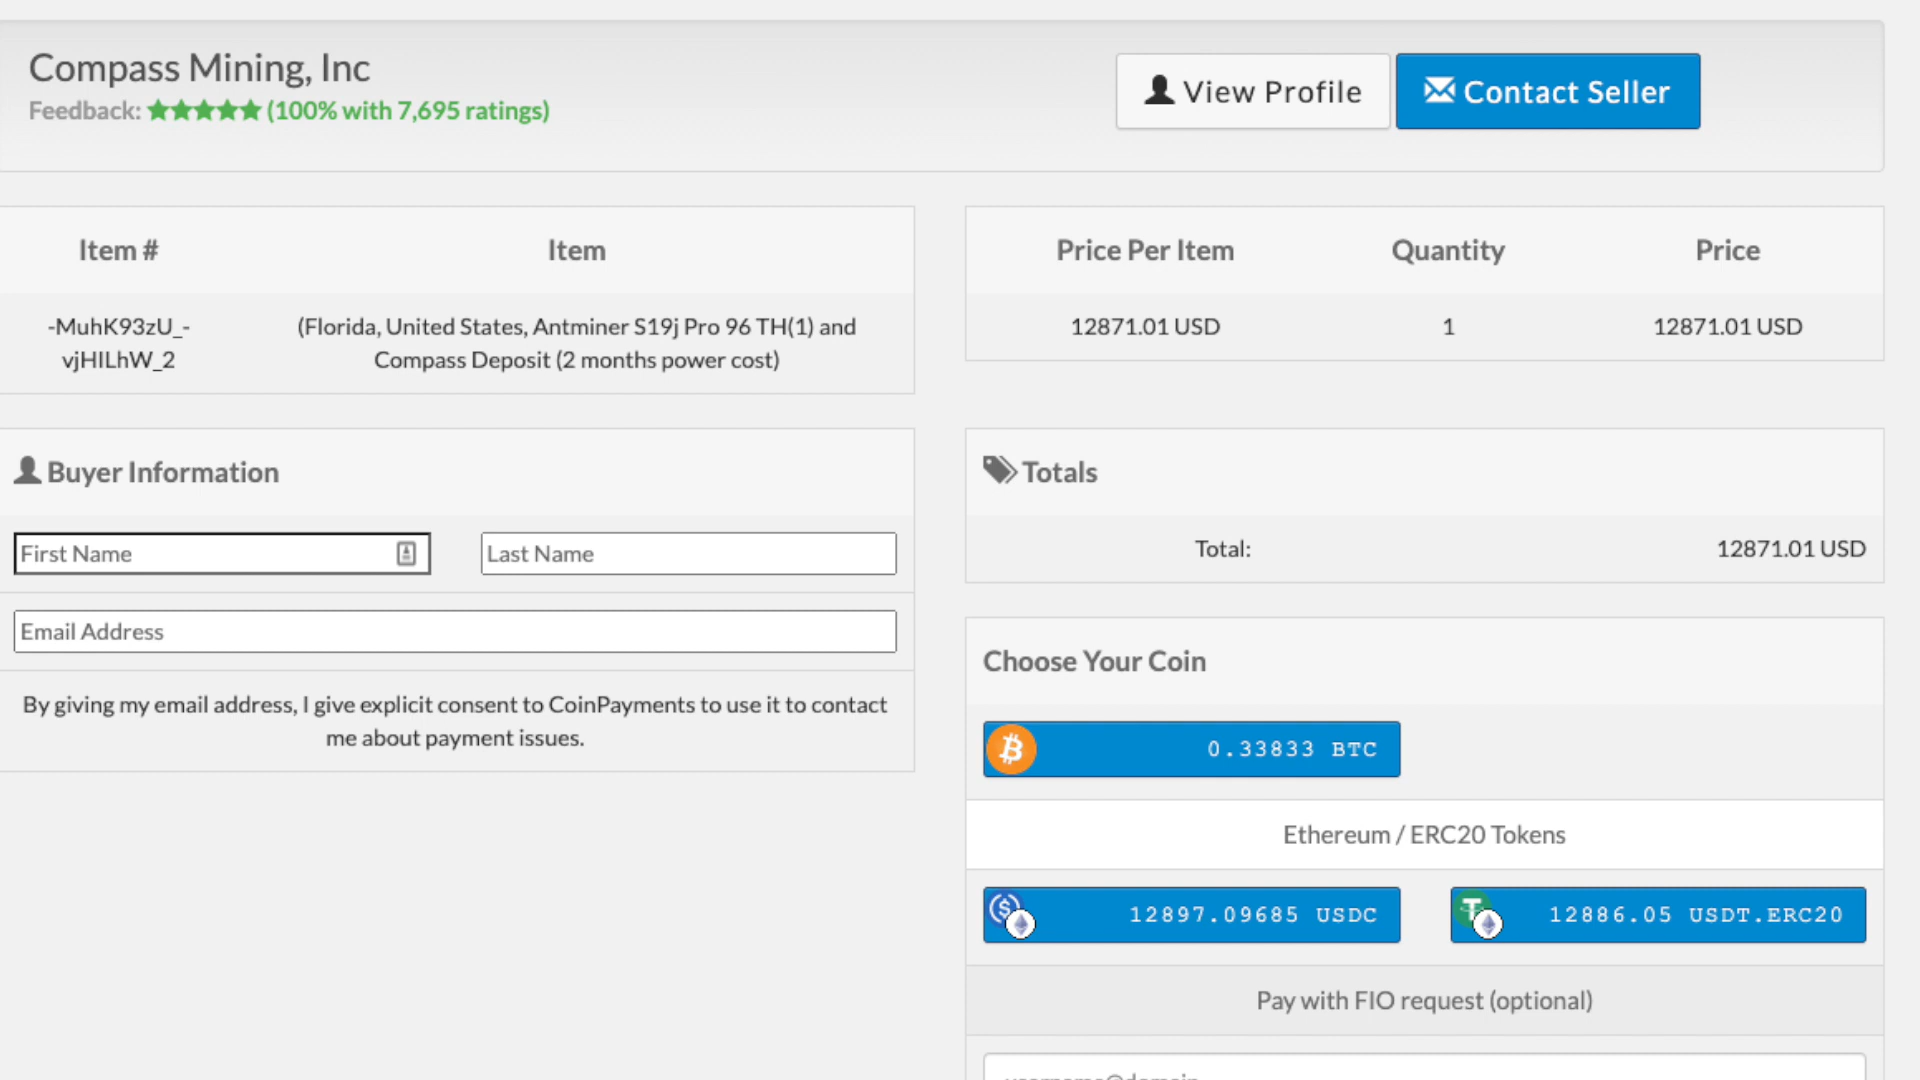 Compass Mining, Inc
Feedback: ★★★★★ (100% with 7,695 ratings)
View Profile
Contact Seller
Item # Item
-MuhK93zU_-
vjHILhW_2
(Florida, United States, Antminer S19j Pro 96 TH(1) and
Compass Deposit (2 months power cost)
Price Per Item Quantity Price
12871.01 USD 1 12871.01 USD
Buyer Information
First Name
Last Name
Email Address
By giving my email address, I give explicit consent to CoinPayments to use it to contact
me about payment issues.
Totals
Total: 12871.01 USD
Choose Your Coin
0.33833 BTC
Ethereum / ERC20 Tokens
12897.09685 USDC
12886.05 USDT.ERC20
Pay with FIO request (optional)
username@domain